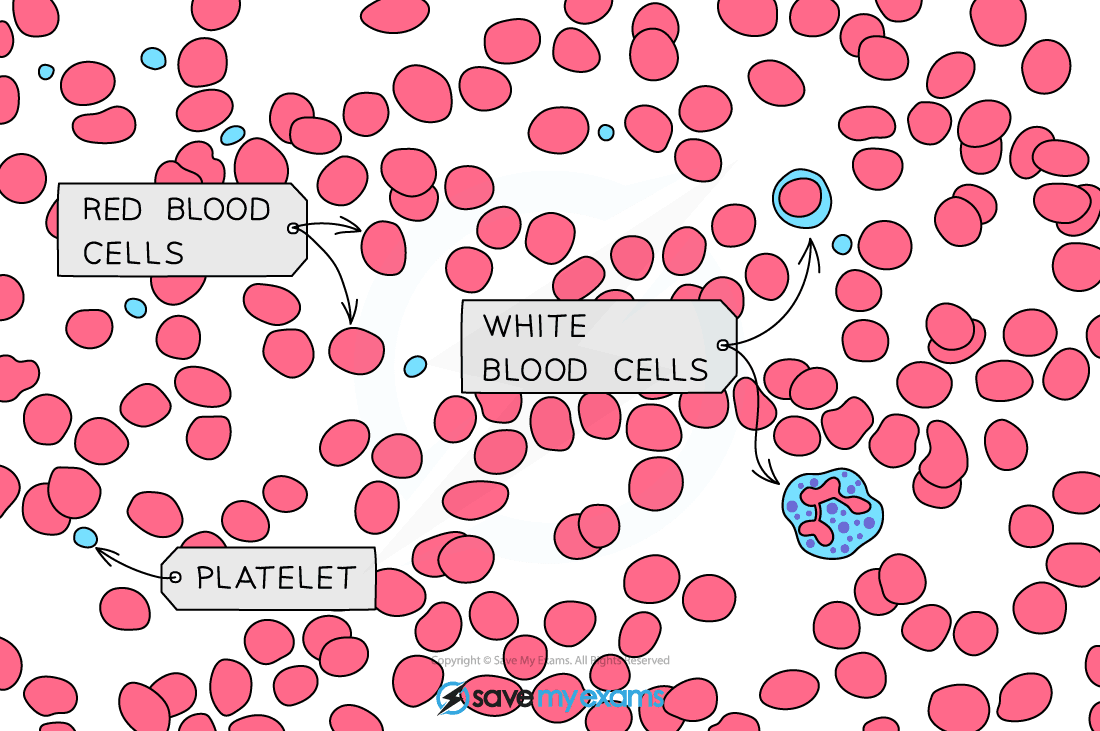 RED BLOOD
CELLS
WHITE
BLOOD CELLS
PLATELET
Copyright © Save My Exams. All Rights Reserved
savemyexams